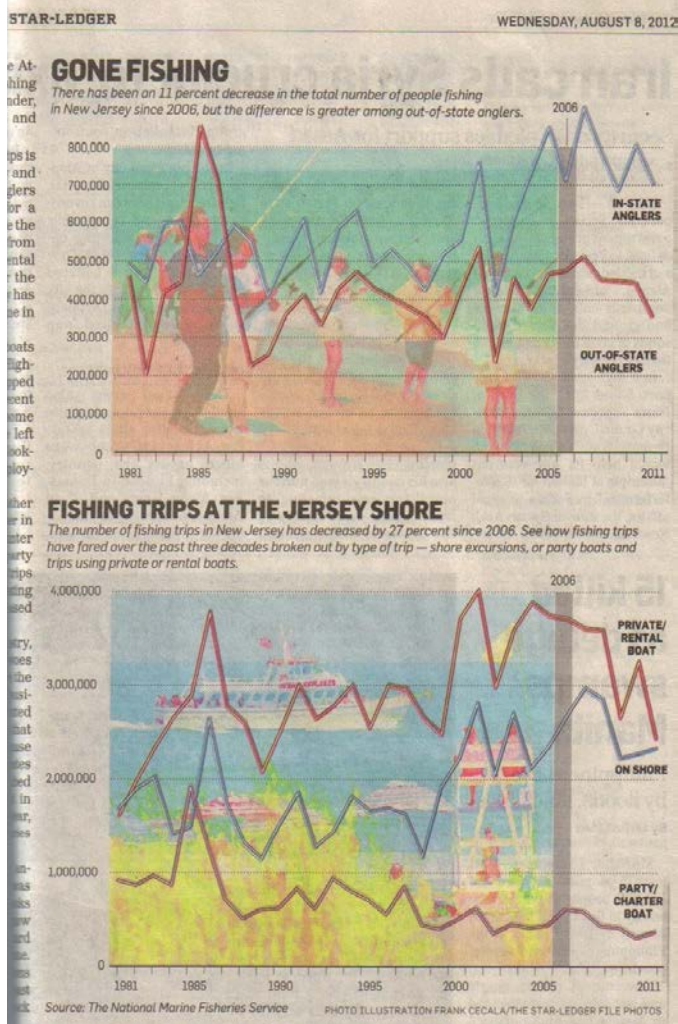 STAR-LEDGER
WEDNESDAY, AUGUST 8, 2012
GONE FISHING
There has been an 11 percent decrease in the total number of people fishing
in New Jersey since 2006, but the difference is greater among out-of-state anglers.
2006
800,000
700,000
600,000
500,000
400,000
300,000
200,000
100,000
0
IN-STATE
ANGLERS
OUT-OF-STATE
ANGLERS
1981 1985 1990 1995 2000 2005 2011
FISHING TRIPS AT THE JERSEY SHORE
The number of fishing trips in New Jersey has decreased by 27 percent since 2006. See how fishing trips
have fared over the past three decades broken out by type of trip — shore excursions, or party boats and
trips using private or rental boats.
2006
4,000,000
3,000,000
2,000,000
1,000,000
0
PRIVATE/
RENTAL
BOAT
ON SHORE
PARTY/
CHARTER
BOAT
1981 1985 1990 1995 2000 2005 2011
Source: The National Marine Fisheries Service
PHOTO ILLUSTRATION FRANK CECALA/THE STAR-LEDGER FILE PHOTOS